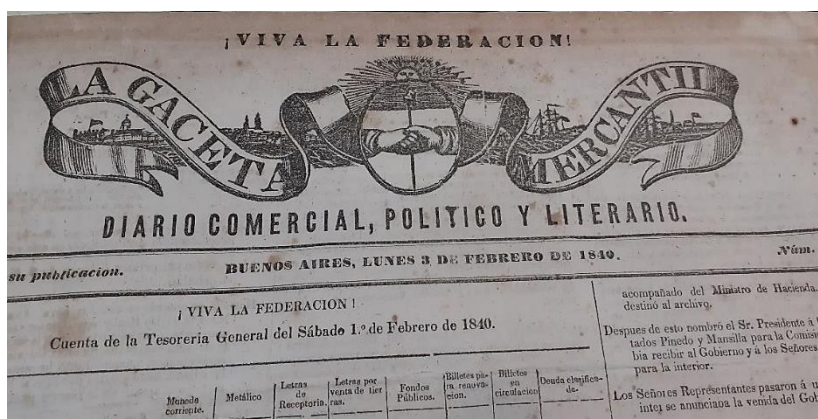 ¡VIVA LA FEDERACION!
LA GACETA MERCANTIL
DIARIO COMERCIAL, POLITICO Y LITERARIO.
su publicacion.
BUENOS AIRES, LUNES 3 DE FEBRERO DE 1840.
Núm.
¡VIVA LA FEDERACION!
Cuenta de la Tesoreria General del Sábado 1.º de Febrero de 1840.
Moneda corriente.
Metálico
Letras de Receptoria.
Letras por venta de tierras.
Fondos Públicos.
Billetes para renovacion.
Billetes en circulacion
Deuda clasificada.
acompañado del Ministro de Hacienda.
destinó al archivo.
Despues de esto nombró el Sr. Presidente á
tados Pinedo y Mansilla para la Comisi
bia recibir al Gobierno y á los Señores
para la interior.
Los Señores Representantes pasaron á
se anunciaba la venida del Gob